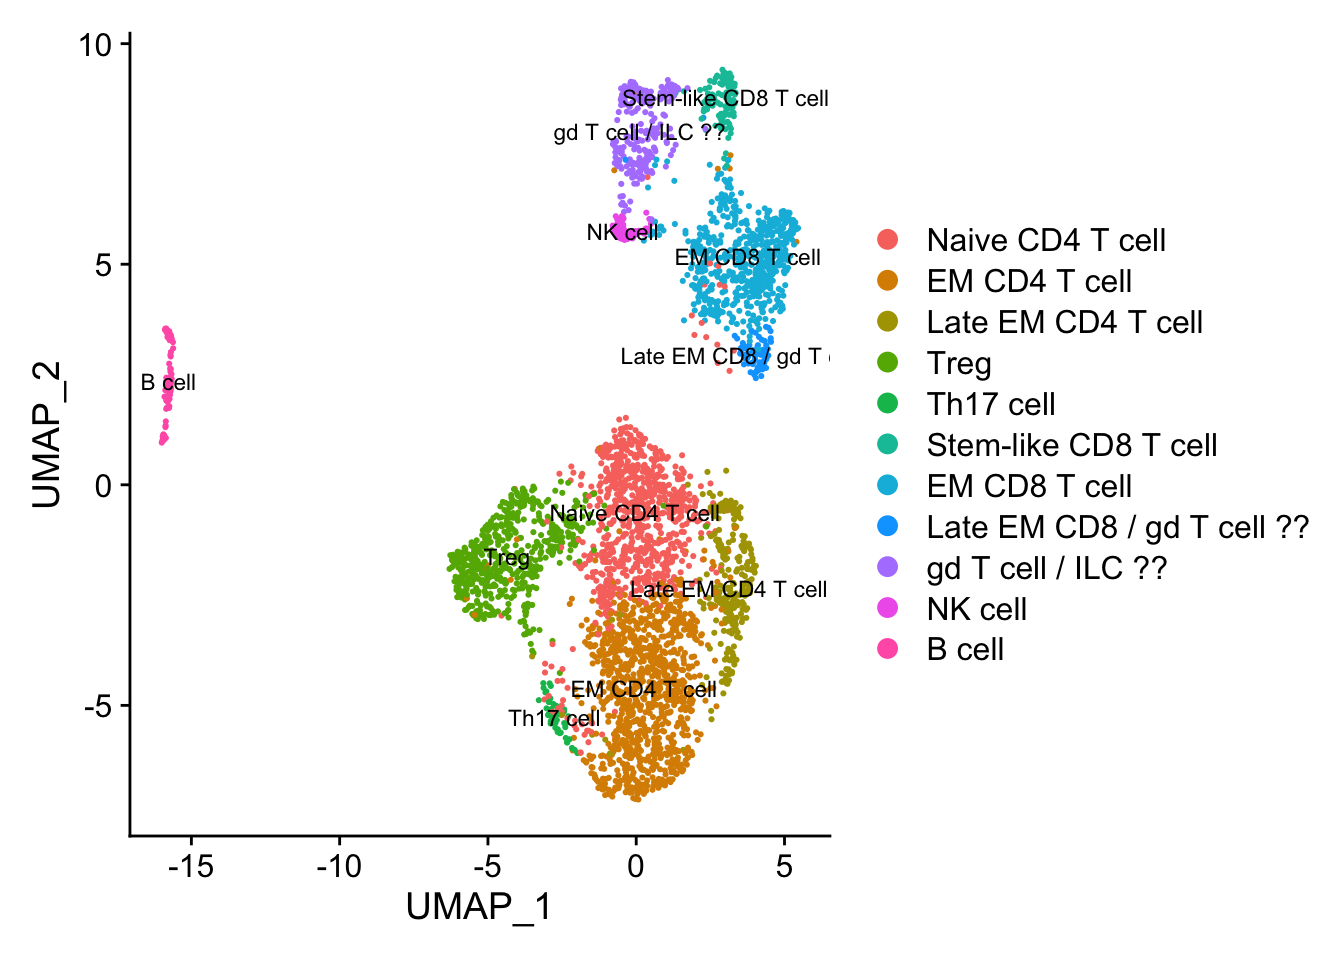 10
5
0
-5
UMAP_2
-15
-10
-5
0
5
UMAP_1
Stem-like CD8 T cell
gd T cell / ILC ??
NK cell
EM CD8 T cell
Late EM CD8 / gd T
B cell
Naive CD4 T cell
Treg
Late EM CD4 T cell
EM CD4 T cell
Th17 cell
Naive CD4 T cell
EM CD4 T cell
Late EM CD4 T cell
Treg
Th17 cell
Stem-like CD8 T cell
EM CD8 T cell
Late EM CD8 / gd T cell ??
gd T cell / ILC ??
NK cell
B cell